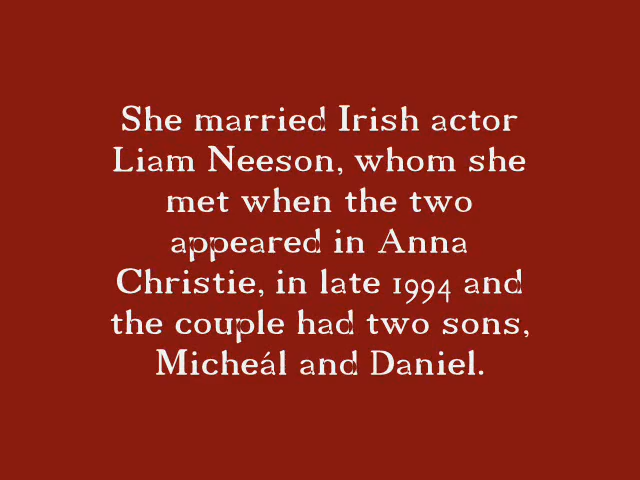 She married Irish actor
Liam Neeson, whom she
met when the two
appeared in Anna
Christie, in late 1994 and
the couple had two sons,
Micheál and Daniel.